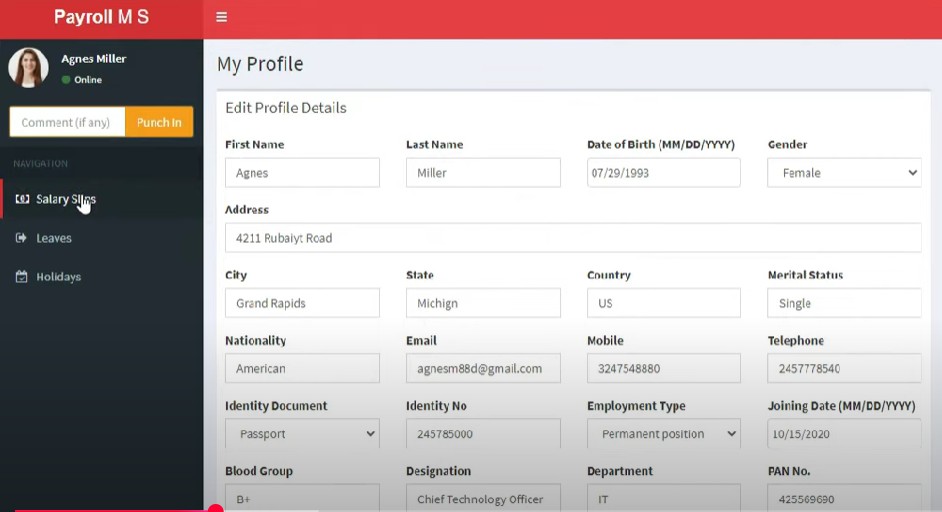 Payroll M S
Agnes Miller
Online
Comment (if any) Punch In
NAVIGATION
Salary Slips
Leaves
Holidays
My Profile
Edit Profile Details
First Name Last Name Date of Birth (MM/DD/YYYY) Gender
Agnes Miller 07/29/1993 Female
Address
4211 Rubaiyt Road
City State Country Merital Status
Grand Rapids Michign US Single
Nationality Email Mobile Telephone
American agnesm88d@gmail.com 3247548880 2457778540
Identity Document Identity No Employment Type Joining Date (MM/DD/YYYY)
Passport 245785000 Permanent position 10/15/2020
Blood Group Designation Department PAN No.
B+ Chief Technology Officer IT 425569690